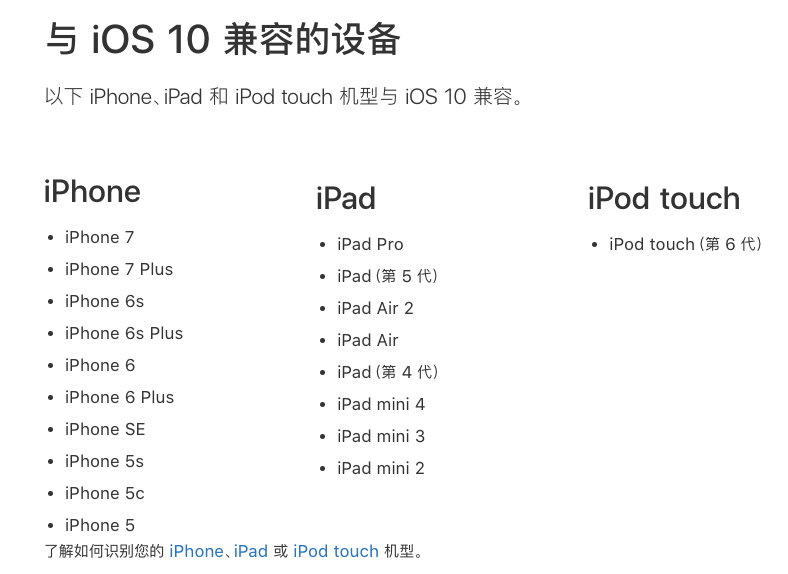 与 iOS 10 兼容的设备
以下 iPhone、iPad 和 iPod touch 机型与 iOS 10 兼容。
iPhone
• iPhone 7
• iPhone 7 Plus
• iPhone 6s
• iPhone 6s Plus
• iPhone 6
• iPhone 6 Plus
• iPhone SE
• iPhone 5s
• iPhone 5c
• iPhone 5
iPad
• iPad Pro
• iPad (第 5 代)
• iPad Air 2
• iPad Air
• iPad (第 4 代)
• iPad mini 4
• iPad mini 3
• iPad mini 2
iPod touch
• iPod touch (第 6 代)
了解如何识别您的 iPhone、iPad 或 iPod touch 机型。